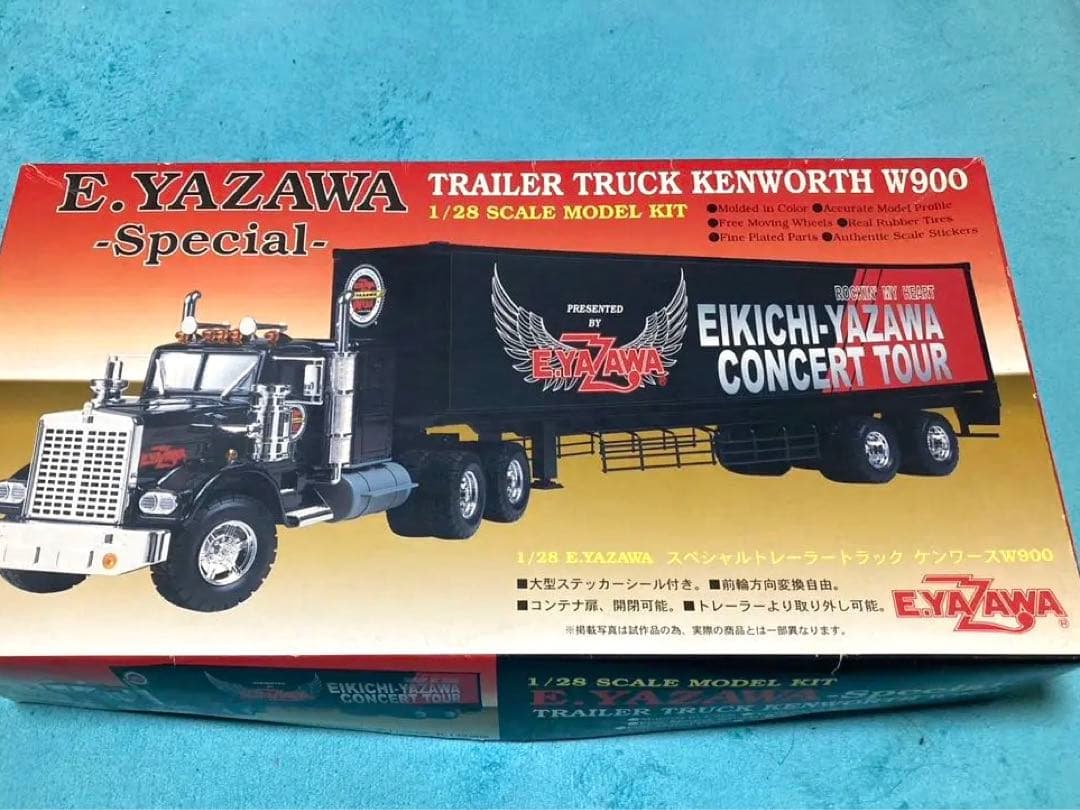 E.YAZAWA
-Special-
TRAILER TRUCK KENWORTH W900
1/28 SCALE MODEL KIT
●Molded in Color ●Accurate Model Profile
●Free Moving Wheels ●Real Rubber Tires
●Fine Plated Parts ●Authentic Scale Stickers
PRESENTED
BY
E.YAZAWA®
ROCKIN' MY HEART
EIKICHI-YAZAWA
CONCERT TOUR
E.YAZAWA
1/28 E.YAZAWA スペシャルトレーラートラック ケンワースW900
■大型ステッカーシール付き。■前輪方向変換自由。
■コンテナ扉、開閉可能。■トレーラーより取り外し可能。
※掲載写真は試作品の為、実際の商品とは一部異なります。
E.YAZAWA®
EIKICHI-YAZAWA
CONCERT TOUR
1/28 SCALE MODEL KIT
E.YAZAWA -Special-
TRAILER TRUCK KENWORTH